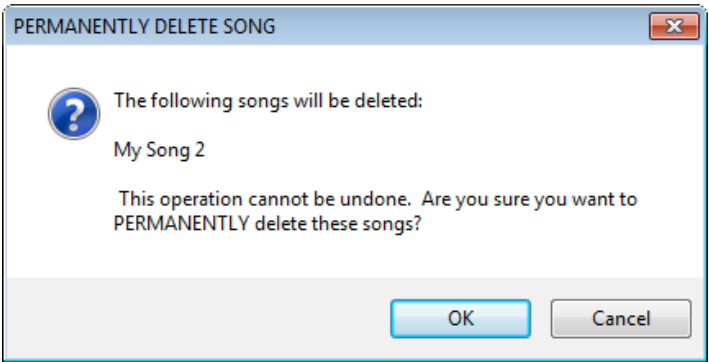 PERMANENTLY DELETE SONG
The following songs will be deleted:
My Song 2
This operation cannot be undone.  Are you sure you want to
PERMANENTLY delete these songs?
OK
Cancel